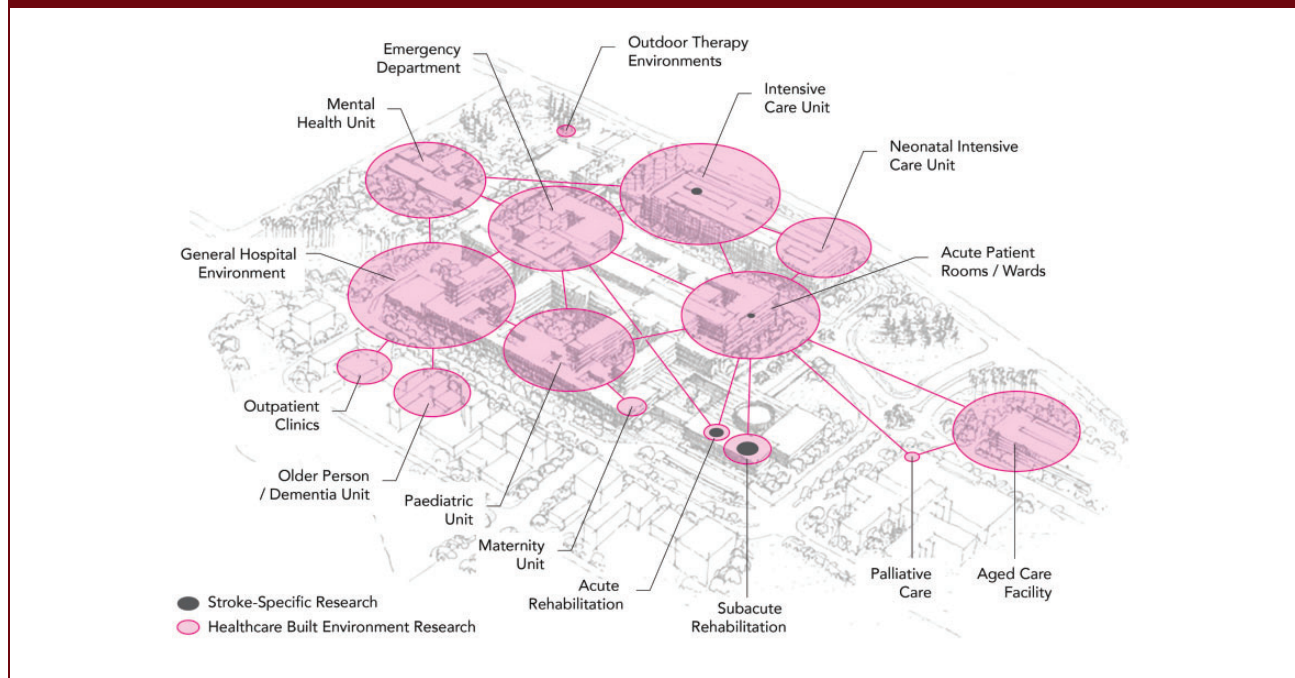 Emergency
Department
Outdoor Therapy
Environments
Intensive
Care Unit
Mental
Health Unit
Neonatal Intensive
Care Unit
General Hospital
Environment
Acute Patient
Rooms / Wards
Outpatient
Clinics
Older Person
/ Dementia Unit
Paediatric
Unit
Maternity
Unit
Acute
Rehabilitation
Subacute
Rehabilitation
Palliative
Care
Aged Care
Facility
Stroke-Specific Research
Healthcare Built Environment Research